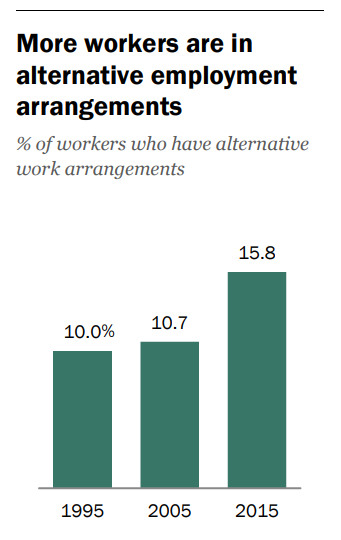 More workers are in
alternative employment
arrangements
% of workers who have alternative
work arrangements
15.8
10.0%
10.7
1995
2005
2015